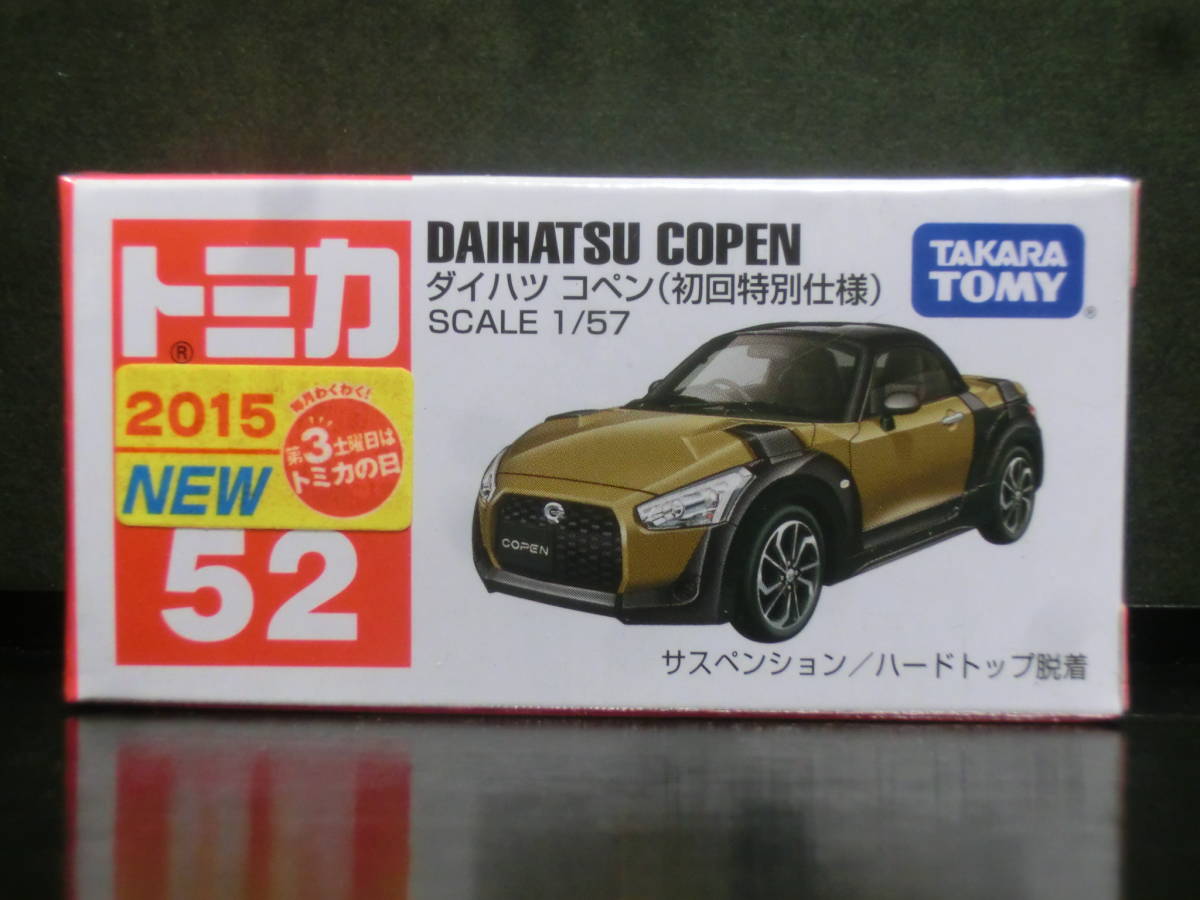 トミカ
®
2015
NEW
毎月わくわく!
第3土曜日は
トミカの日
52
DAIHATSU COPEN
ダイハツ コペン(初回特別仕様)
SCALE 1/57
TAKARA
TOMY
®
COPEN
サスペンション/ハードトップ脱着